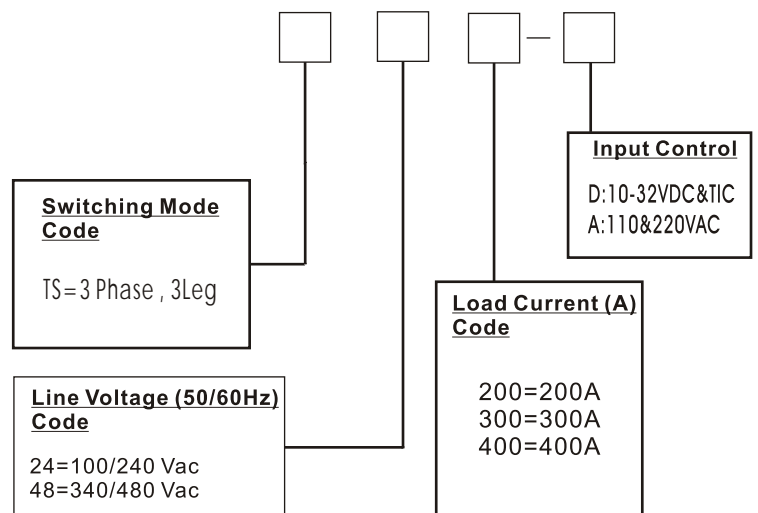 Input Control
D:10-32VDC&TIC
A:110&220VAC
Switching Mode
Code
TS=3 Phase , 3Leg
Load Current (A)
Code
200=200A
300=300A
400=400A
Line Voltage (50/60Hz)
Code
24=100/240 Vac
48=340/480 Vac